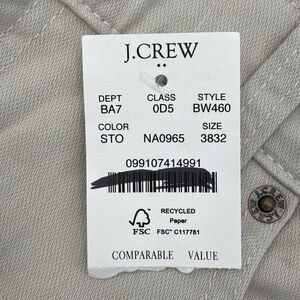 J.CREW
DEPT CLASS STYLE
BA7 0D5 BW460
COLOR SIZE
STO NA0965 3832
099107414991
RECYCLED
Paper
FSC FSC® C117781
COMPARABLE VALUE
J.CREW